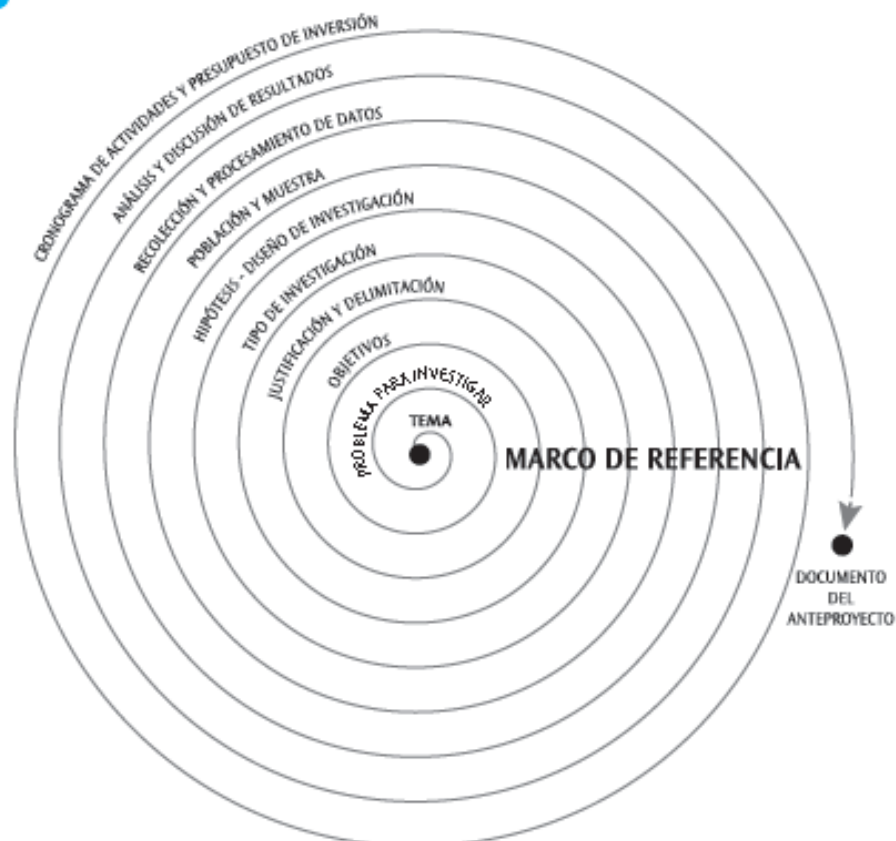 CRONOGRAMA DE ACTIVIDADES Y PRESUPUESTO DE INVERSIÓN
ANÁLISIS Y DISCUSIÓN DE RESULTADOS
RECOLECCIÓN Y PROCESAMIENTO DE DATOS
POBLACIÓN Y MUESTRA
HIPÓTESIS - DISEÑO DE INVESTIGACIÓN
TIPO DE INVESTIGACIÓN
JUSTIFICACIÓN Y DELIMITACIÓN
OBJETIVOS
PROBLEMA PARA INVESTIGAR
TEMA
MARCO DE REFERENCIA
DOCUMENTO
DEL
ANTEPROYECTO